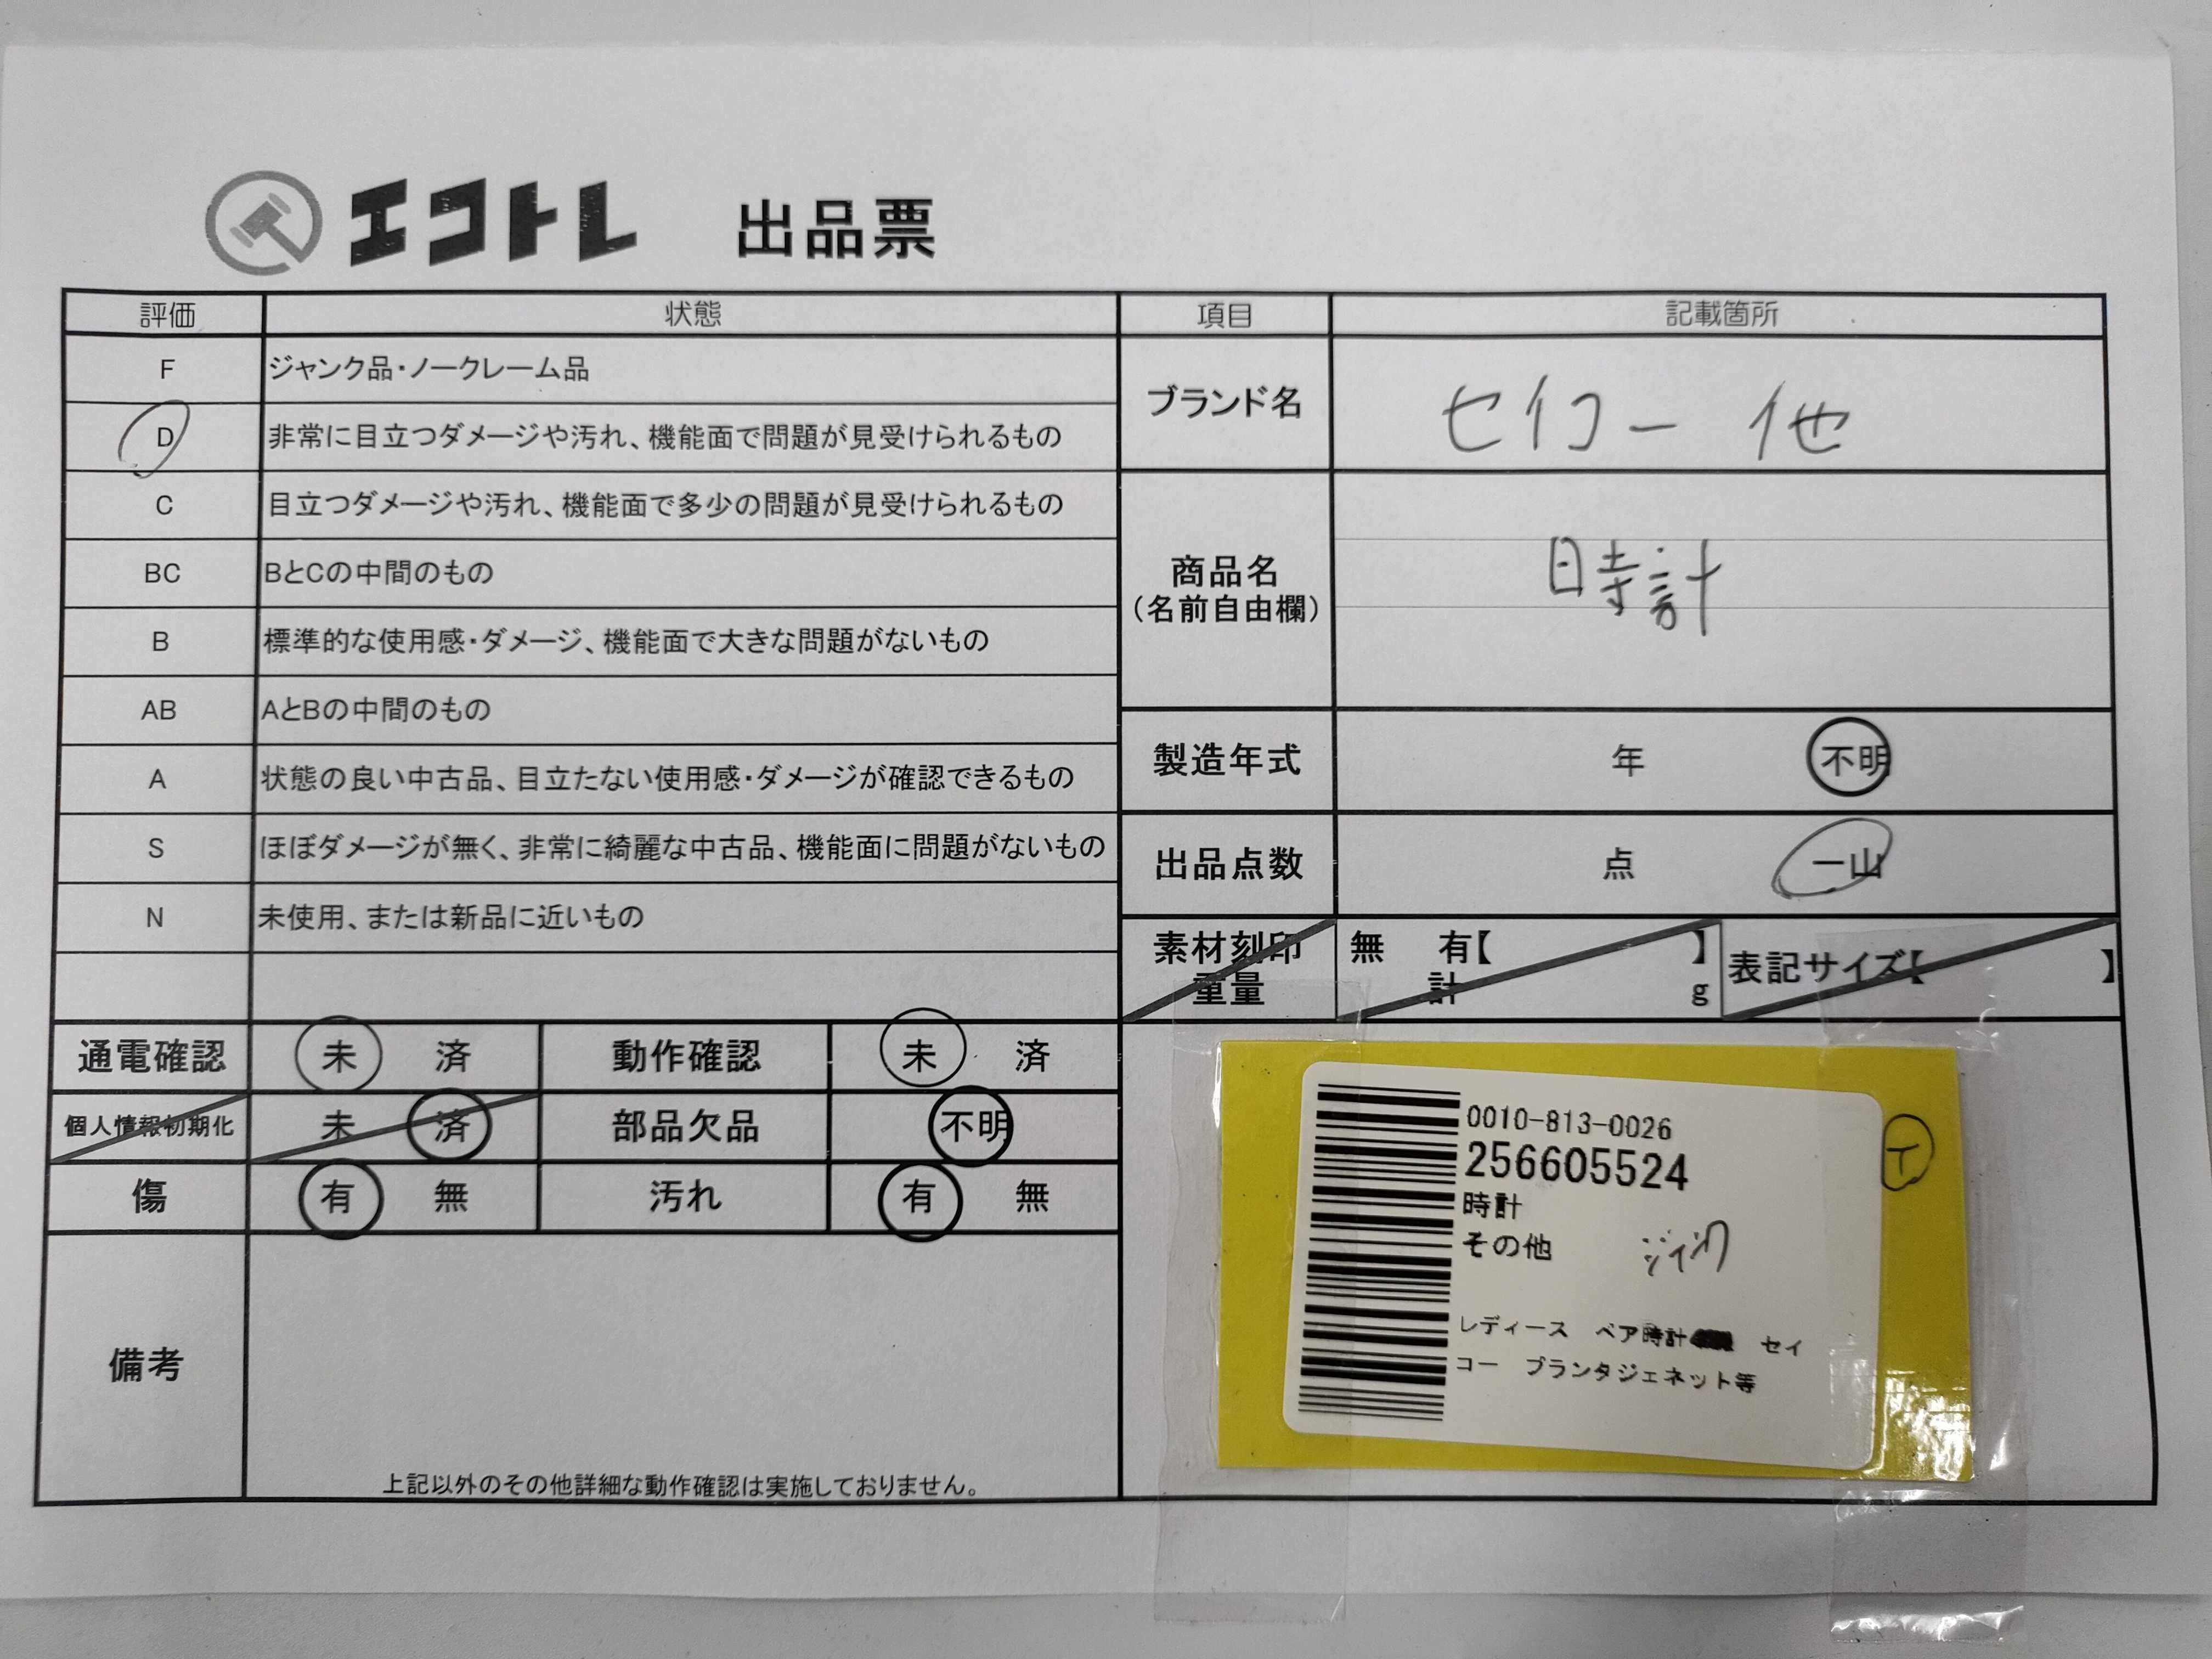 エコトレ 出品票
評価 状態 項目 記載箇所
F ジャンク品・ノークレーム品
D 非常に目立つダメージや汚れ、機能面で問題が見受けられるもの
C 目立つダメージや汚れ、機能面で多少の問題が見受けられるもの
BC BとCの中間のもの
B 標準的な使用感・ダメージ、機能面で大きな問題がないもの
AB AとBの中間のもの
A 状態の良い中古品、目立たない使用感・ダメージが確認できるもの
S ほぼダメージが無く、非常に綺麗な中古品、機能面に問題がないもの
N 未使用、または新品に近いもの
ブランド名 セイコー 他
商品名
（名前自由欄）
時計
製造年式 年 不明
出品点数 点 一山
素材刻印
重量
無 有【 】
計 g
表記サイズ【 】
通電確認 未 済 動作確認 未 済
個人情報初期化 未 済 部品欠品 不明
傷 有 無 汚れ 有 無
備考
上記以外のその他詳細な動作確認は実施しておりません。
0010-813-0026
256605524
時計
その他
レディース ペア時計 セイ
コー プランタジェネット等